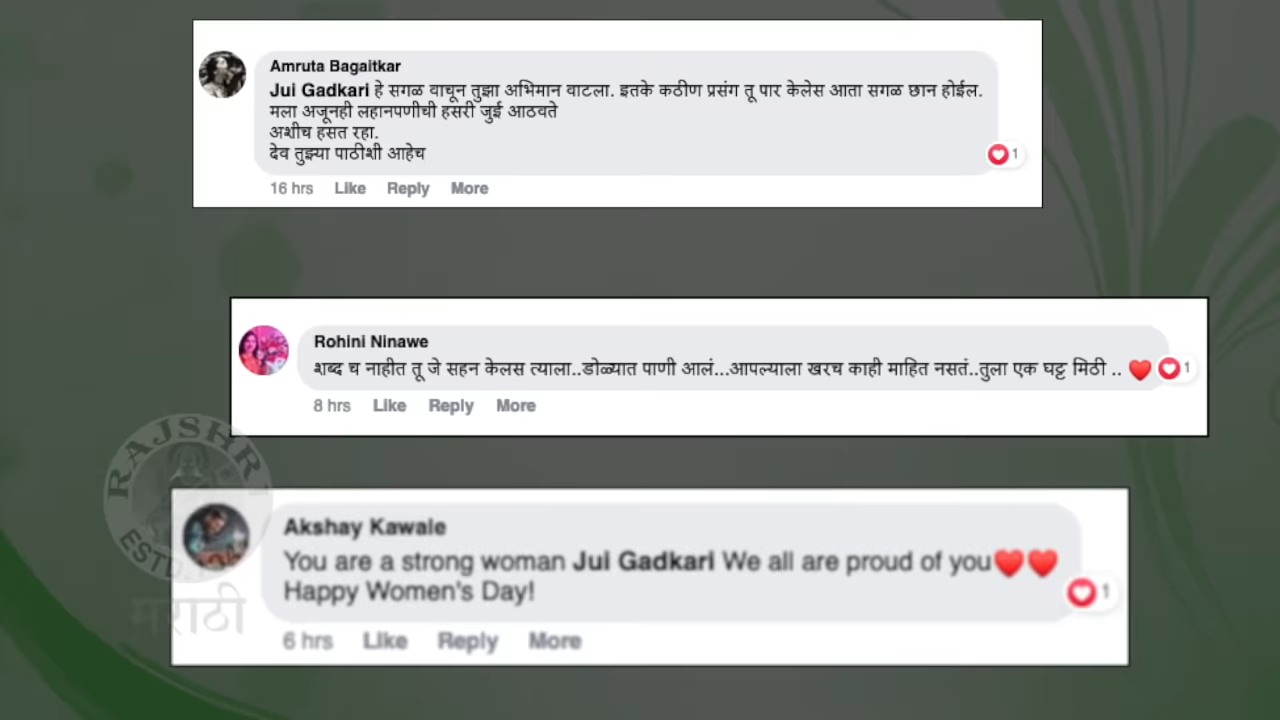 Amruta Bagaitkar
Jui Gadkari हे सगळ वाचून तुझा अभिमान वाटला. इतके कठीण प्रसंग तू पार केलेस आता सगळ छान होईल.
मला अजूनही लहानपणीची हसरी जुई आठवते
अशीच हसत रहा.
देव तुझ्या पाठीशी आहेच
1
16 hrs Like Reply More
Rohini Ninawe
शब्द च नाहीत तू जे सहन केलस त्याला..डोळ्यात पाणी आलं...आपल्याला खरच काही माहित नसतं..तुला एक घट्ट मिठी .. ❤️ 1
8 hrs Like Reply More
RAJSHRI
ESTD.
मराठी
Akshay Kawale
You are a strong woman Jui Gadkari We all are proud of you❤️❤️
Happy Women's Day!
1
6 hrs Like Reply More